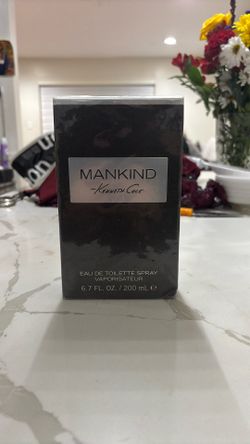 MANKIND
Kenneth Cole
EAU DE TOILETTE SPRAY
VAPORISATEUR
6.7 FL. OZ. / 200 mL ℮